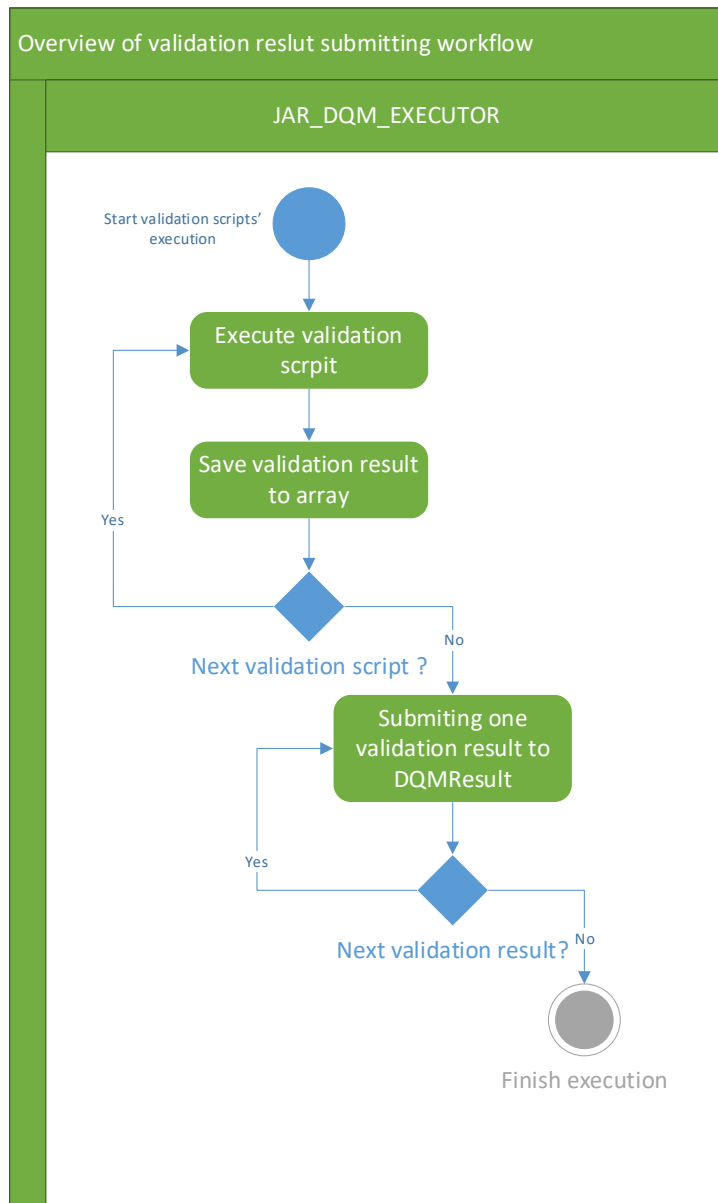 Overview of validation reslut submitting workflow
JAR_DQM_EXECUTOR
Start validation scripts’
execution
Execute validation
scrpit
Save validation result
to array
Yes
Next validation script ?
No
Submiting one
validation result to
DQMResult
Yes
Next validation result?
No
Finish execution